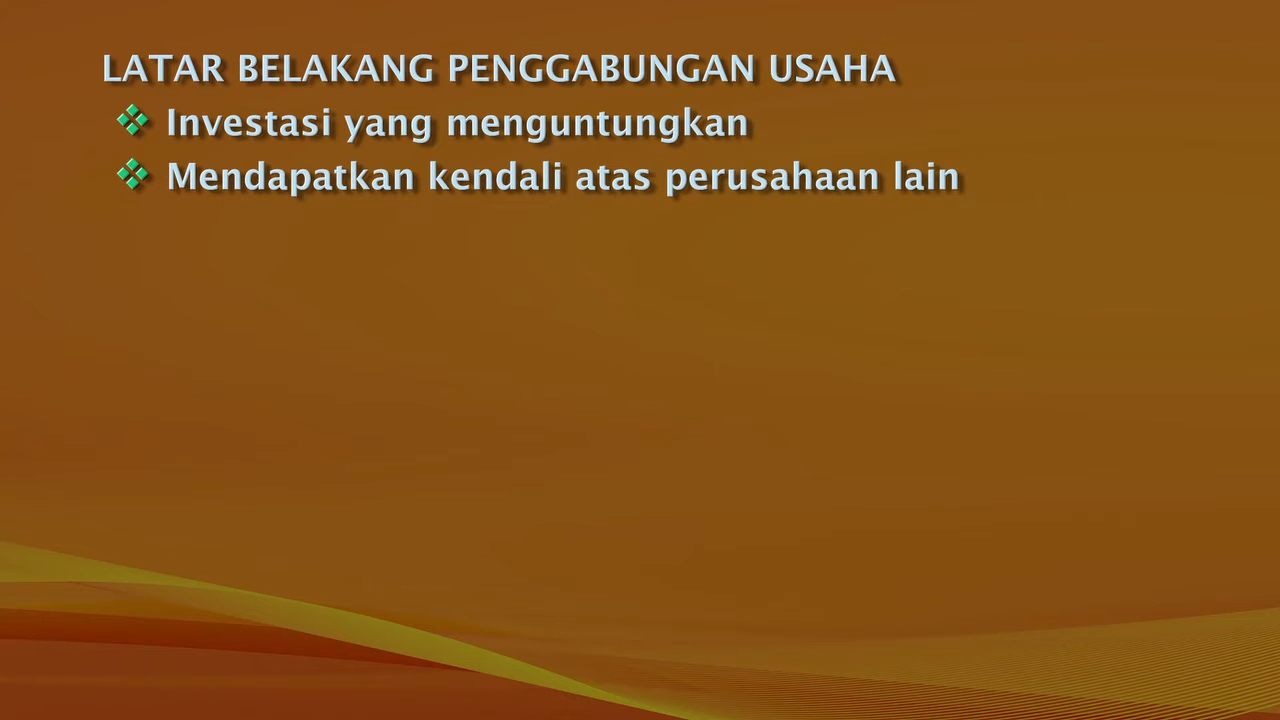 LATAR BELAKANG PENGGABUNGAN USAHA
Investasi yang menguntungkan
Mendapatkan kendali atas perusahaan lain